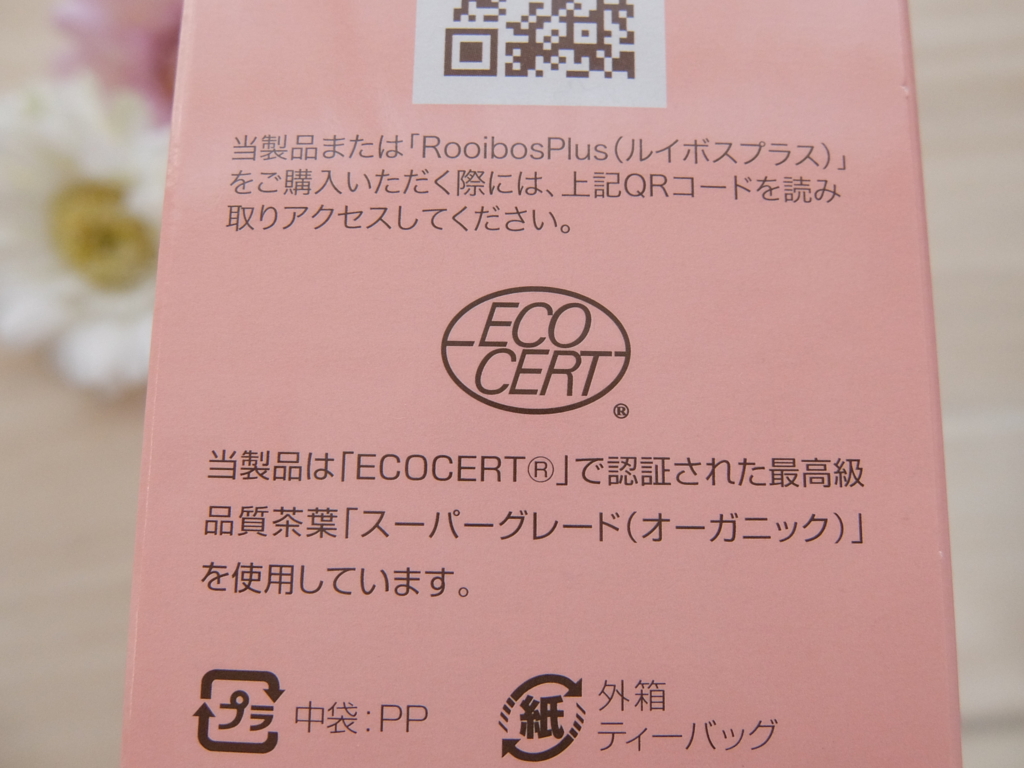 当製品または「RooibosPlus(ルイボスプラス)」
をご購入いただく際には、上記QRコードを読み
取りアクセスしてください。
ECO
CERT
®
当製品は「ECOCERT®」で認証された最高級
品質茶葉「スーパーグレード(オーガニック)」
を使用しています。
プラ 中袋:PP
紙 外箱
ティーバッグ